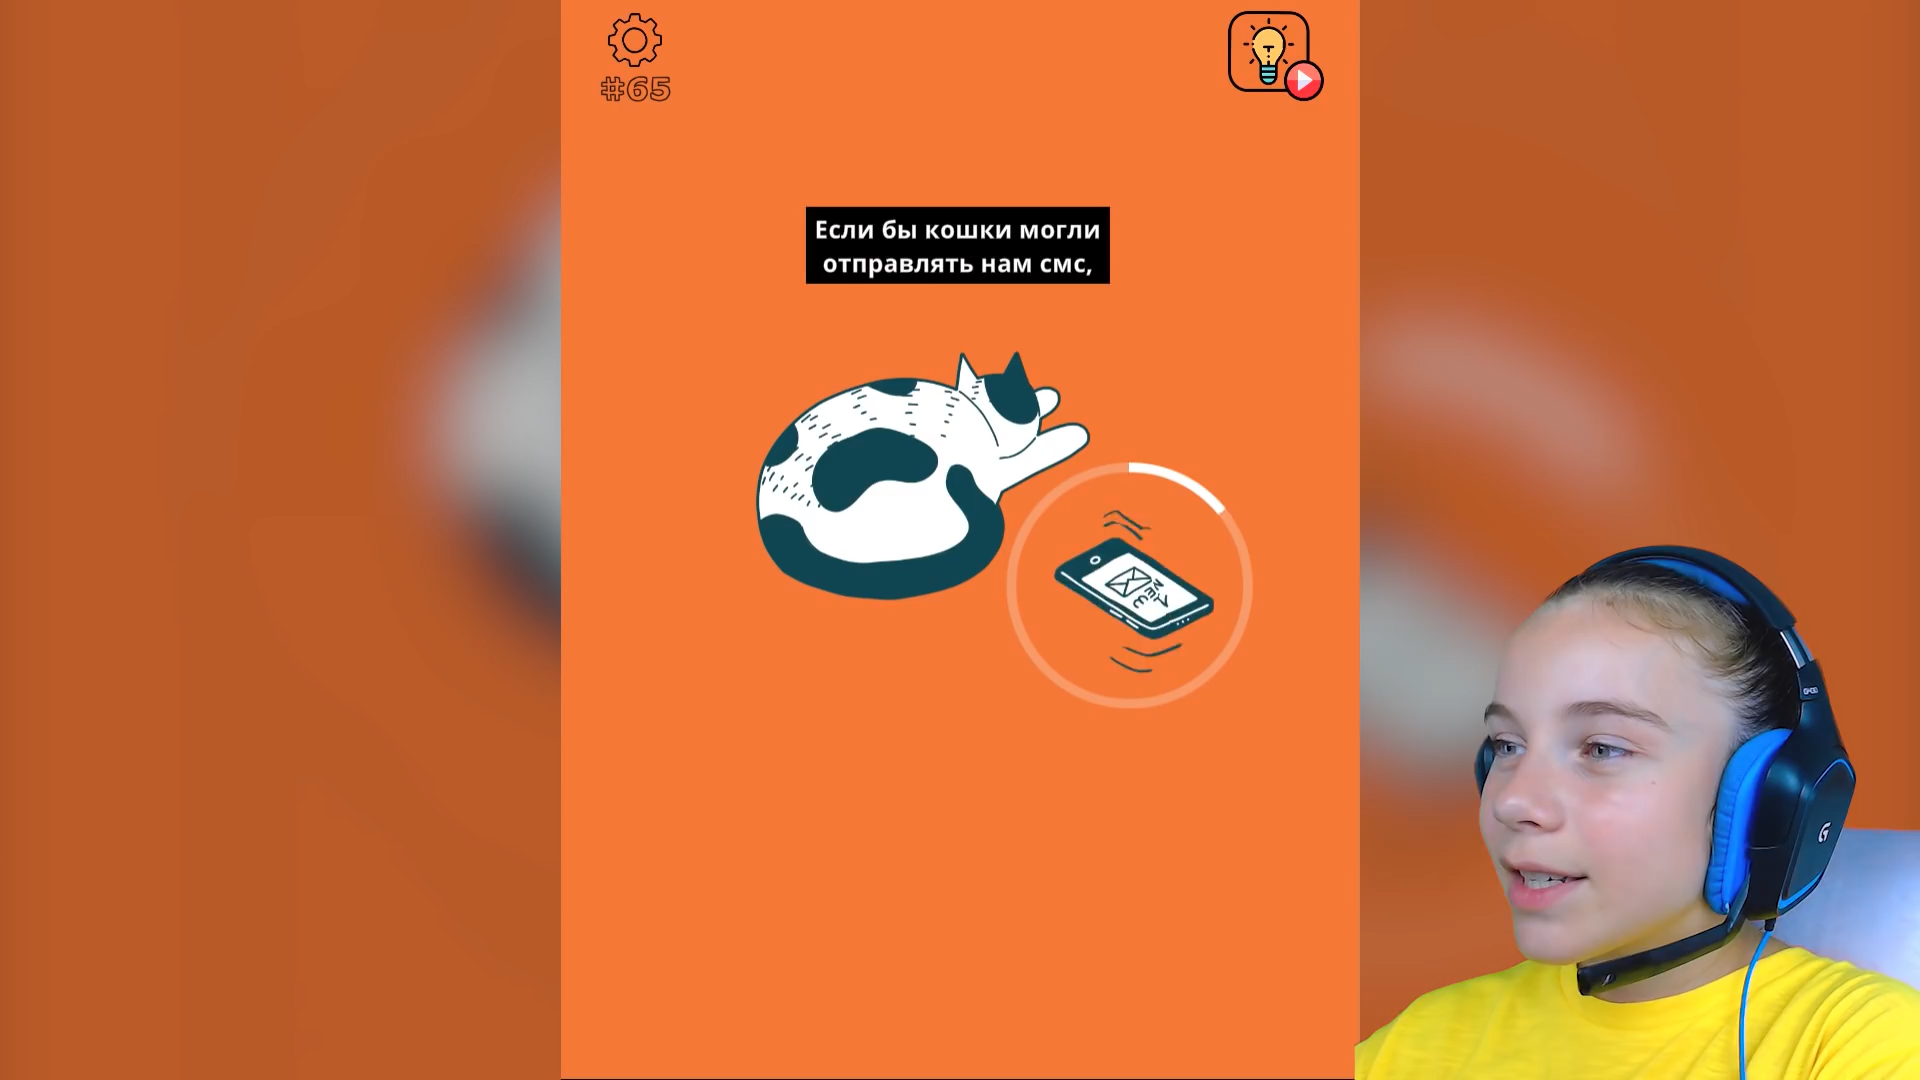 #65
Если бы кошки могли
отправлять нам смс,